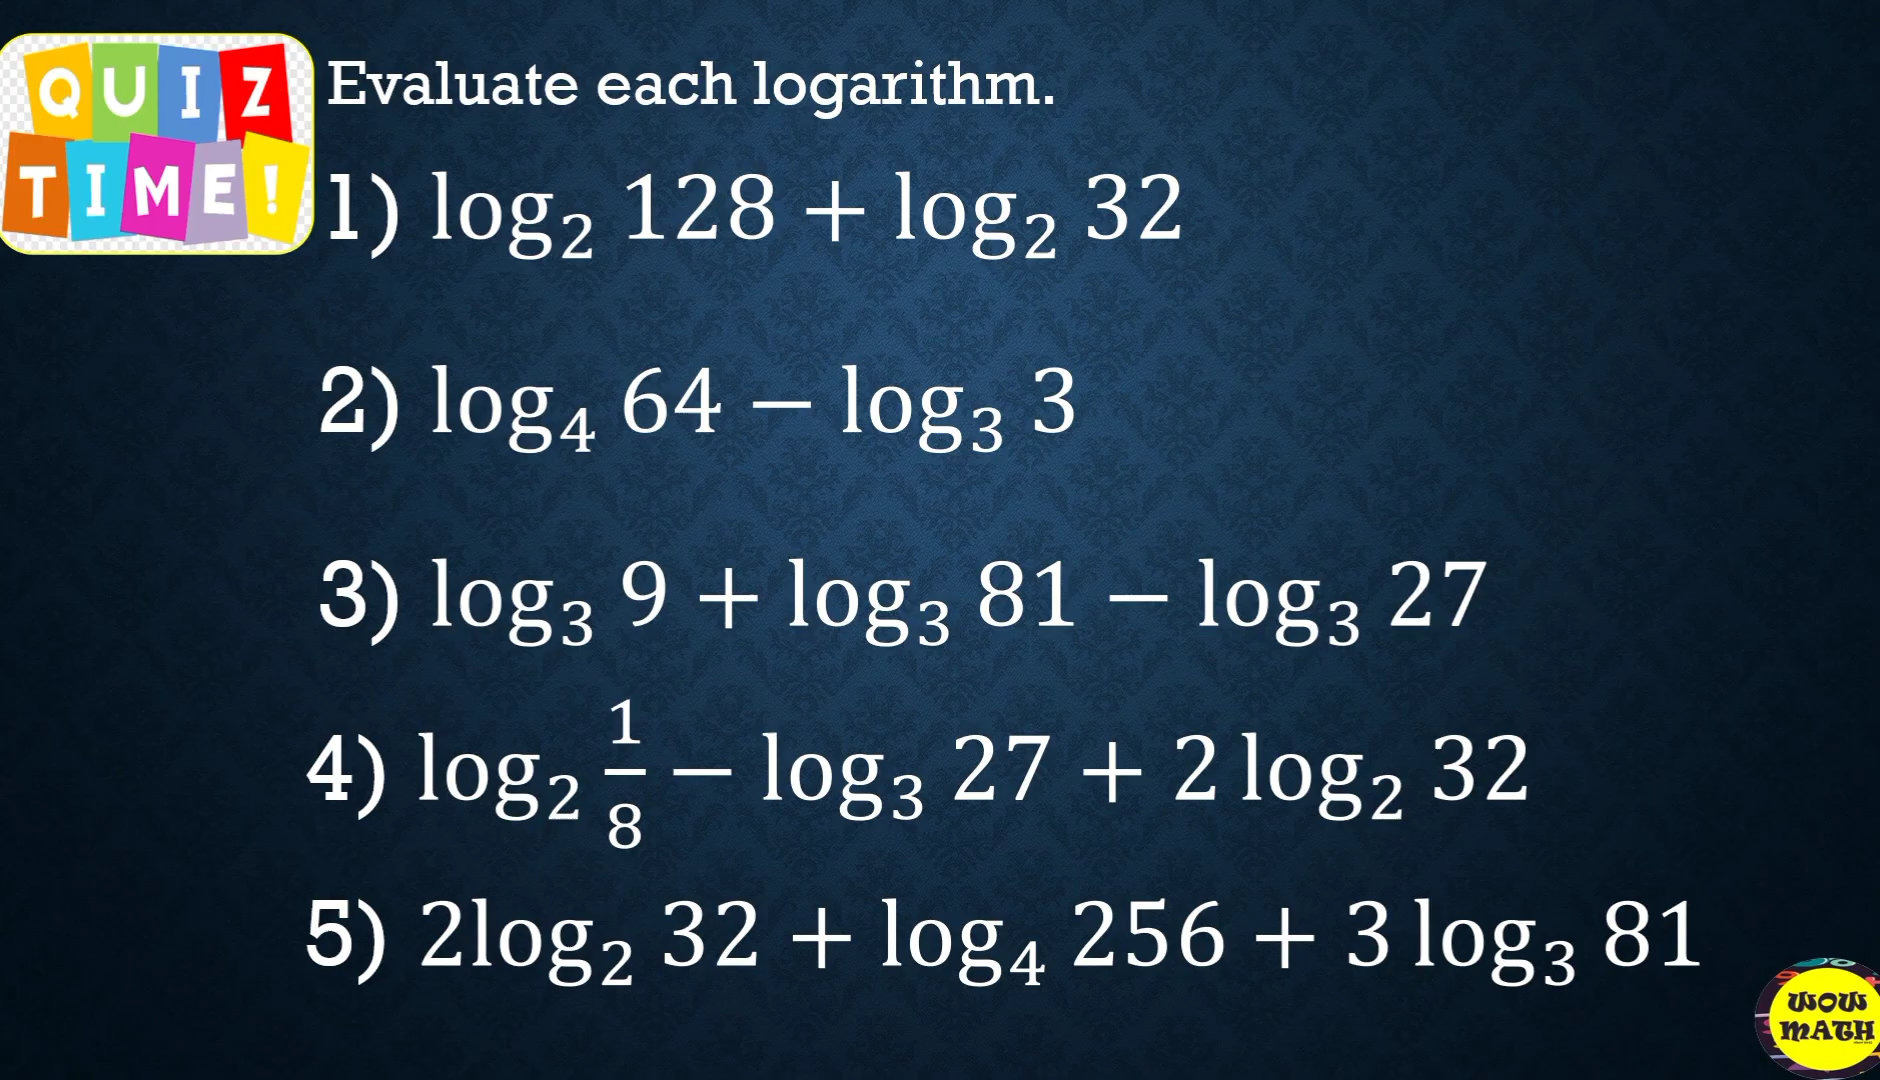 QUIZ
TIME!
Evaluate each logarithm.
1) log₂ 128 + log₂ 32
2) log₄ 64 − log₃ 3
3) log₃ 9 + log₃ 81 − log₃ 27
4) log₂ 1/8 − log₃ 27 + 2 log₂ 32
5) 2log₂ 32 + log₄ 256 + 3 log₃ 81
WOW
MATH